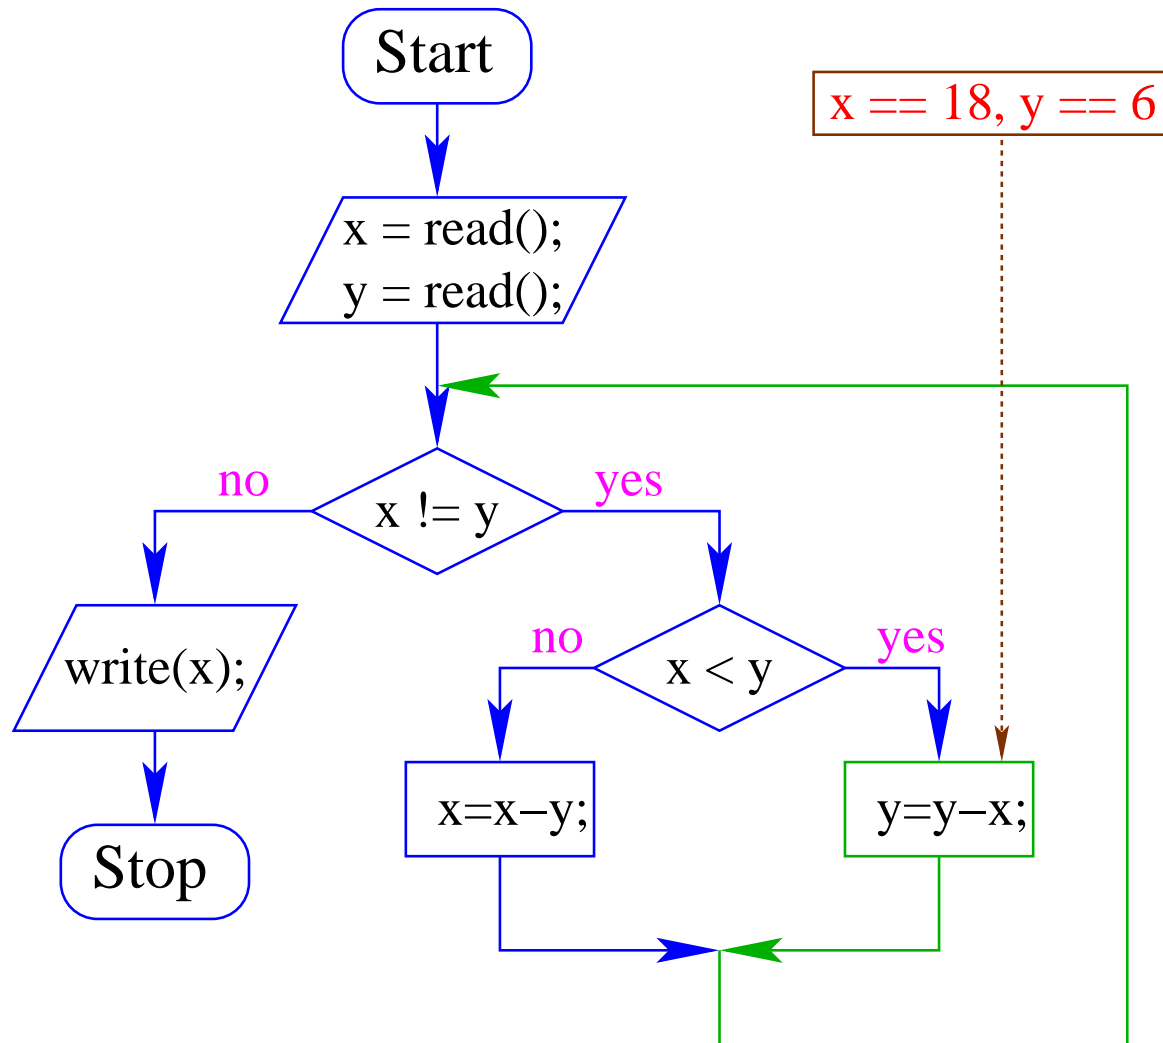 Start
x == 18, y == 6
x = read();
y = read();
no
yes
x != y
no
yes
write(x);
x < y
x=x−y;
y=y−x;
Stop